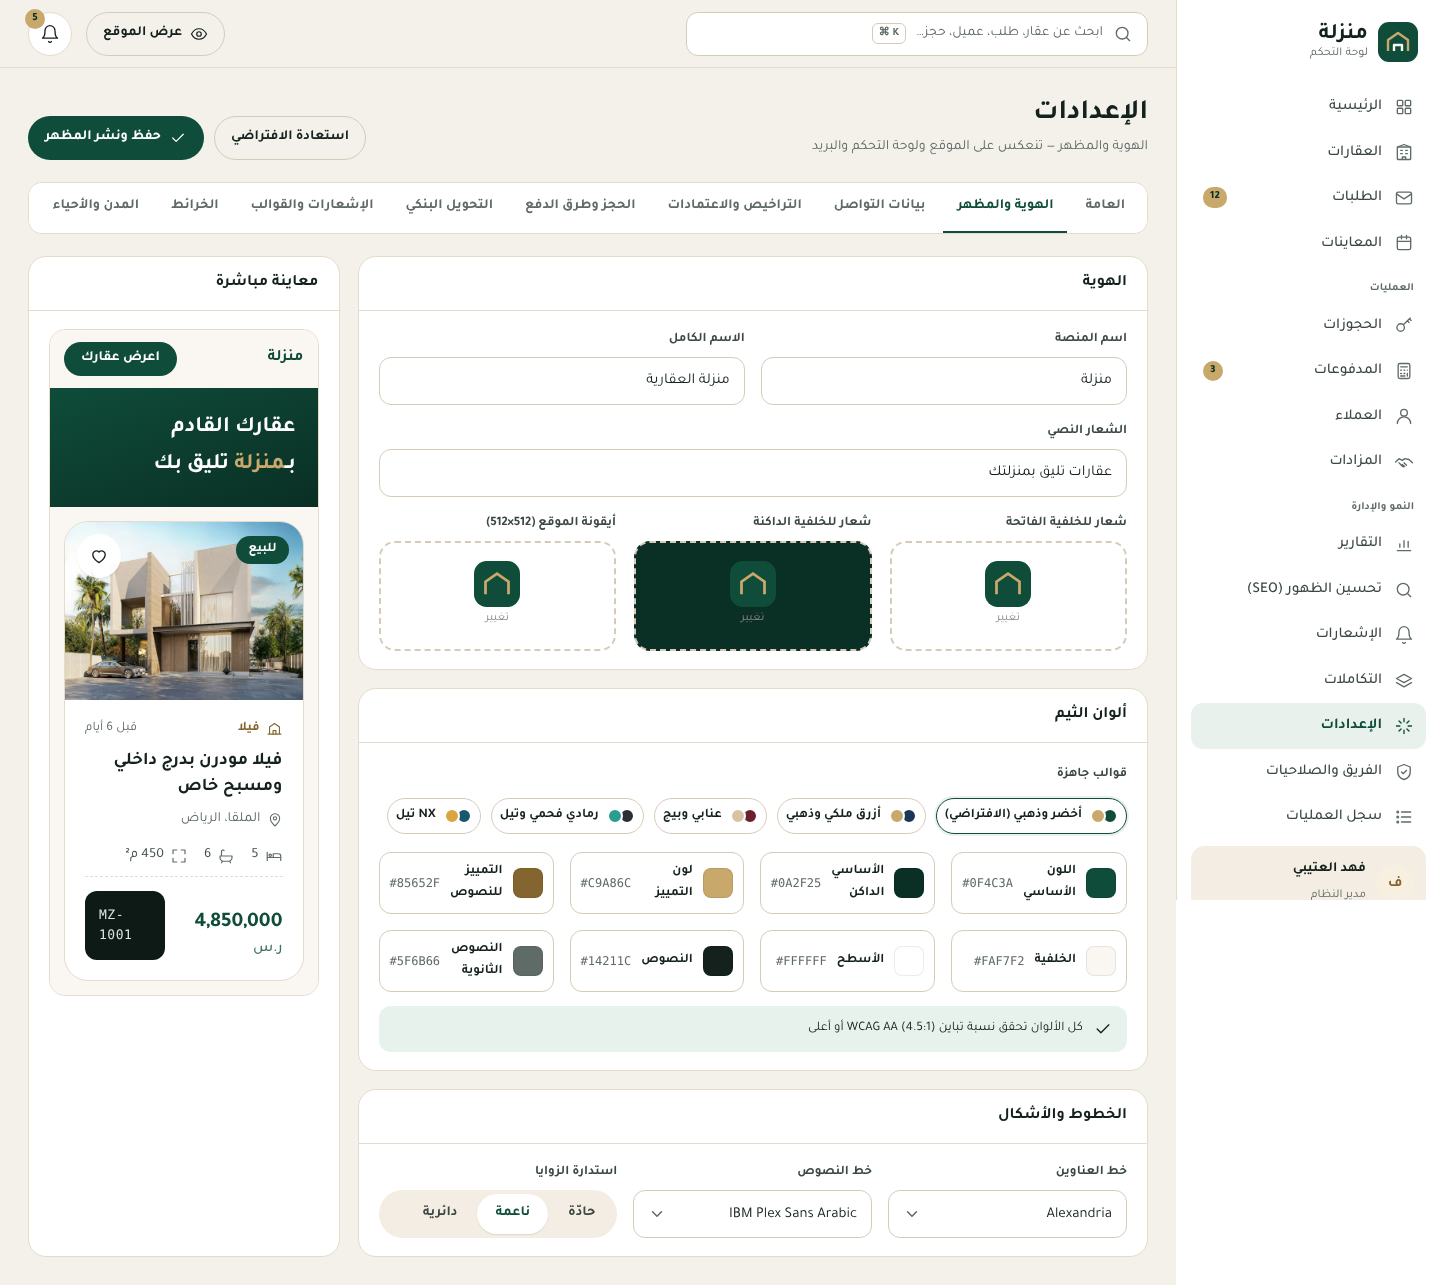 منزلة
لوحة التحكم
الرئيسية
العقارات
الطلبات
12
المعاينات
العمليات
الحجوزات
المدفوعات
3
العملاء
المزادات
النمو والإدارة
التقارير
تحسين الظهور (SEO)
الإشعارات
التكاملات
الإعدادات
الفريق والصلاحيات
سجل العمليات
ف
فهد العتيبي
مدير النظام
ابحث عن عقار، طلب، عميل، حجز...
⌘ K
عرض الموقع
5
الإعدادات
الهوية والمظهر – تنعكس على الموقع ولوحة التحكم والبريد
استعادة الافتراضي
حفظ ونشر المظهر
العامة
الهوية والمظهر
بيانات التواصل
التراخيص والاعتمادات
الحجز وطرق الدفع
التحويل البنكي
الإشعارات والقوالب
الخرائط
المدن والأحياء
الهوية
اسم المنصة
الاسم الكامل
منزلة
منزلة العقارية
الشعار النصي
عقارات تليق بمنزلتك
شعار للخلفية الفاتحة
شعار للخلفية الداكنة
أيقونة الموقع (512×512)
تغيير
تغيير
تغيير
ألوان الثيم
قوالب جاهزة
أخضر وذهبي (الافتراضي)
أزرق ملكي وذهبي
عنابي وبيج
رمادي فحمي وتيل
NX تيل
اللون الأساسي
#0F4C3A
الأساسي الداكن
#0A2F25
لون التمييز
#C9A86C
التمييز للنصوص
#85652F
الخلفية
#FAF7F2
الأسطح
#FFFFFF
النصوص
#14211C
النصوص الثانوية
#5F6B66
كل الألوان تحقق نسبة تباين WCAG AA (4.5:1) أو أعلى
الخطوط والأشكال
خط العناوين
خط النصوص
استدارة الزوايا
Alexandria
IBM Plex Sans Arabic
حادّة
ناعمة
دائرية
معاينة مباشرة
منزلة
اعرض عقارك
عقارك القادم
بـمنزلة تليق بك
للبيع
فيلا
قبل 6 أيام
فيلا مودرن بدرج داخلي
ومسبح خاص
الملقا، الرياض
5
6
450 م²
4,850,000
ر.س
MZ-
1001